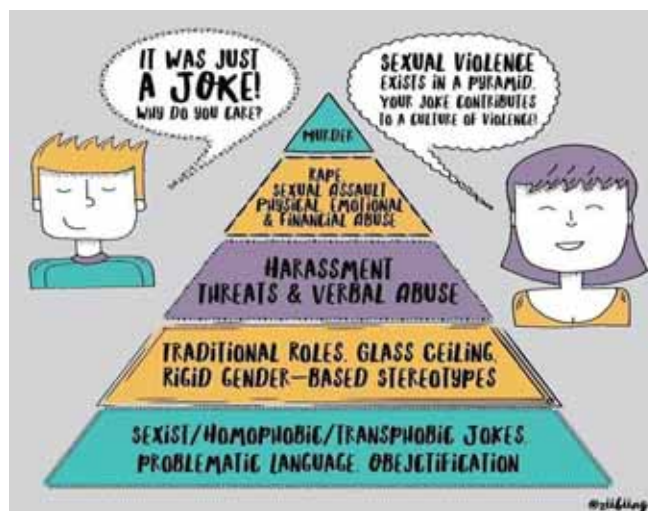 IT WAS JUST
A JOKE!
WHY DO YOU CARE?
SEXUAL VIOLENCE
EXISTS IN A PYRAMID.
YOUR JOKE CONTRIBUTES
TO A CULTURE OF VIOLENCE!
MURDER
RAPE
SEXUAL ASSAULT
PHYSICAL, EMOTIONAL
& FINANCIAL ABUSE
HARASSMENT
THREATS & VERBAL ABUSE
TRADITIONAL ROLES, GLASS CEILING,
RIGID GENDER-BASED STEREOTYPES
SEXIST/HOMOPHOBIC/TRANSPHOBIC JOKES,
PROBLEMATIC LANGUAGE, OBEJCTIFICATION
@ziibiing